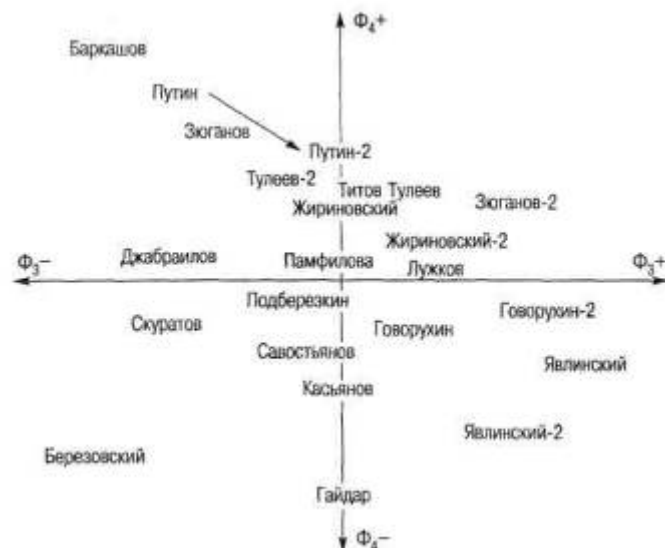 Ф₄+
Баркашов
Путин
Зюганов
Путин-2
Тулеев-2
Титов Тулеев
Зюганов-2
Жириновский
Жириновский-2
Ф₃−
Джабраилов
Памфилова
Лужков
Ф₃+
Подберезкин
Говорухин-2
Скуратов
Говорухин
Савостьянов
Явлинский
Касьянов
Явлинский-2
Березовский
Гайдар
Ф₄−